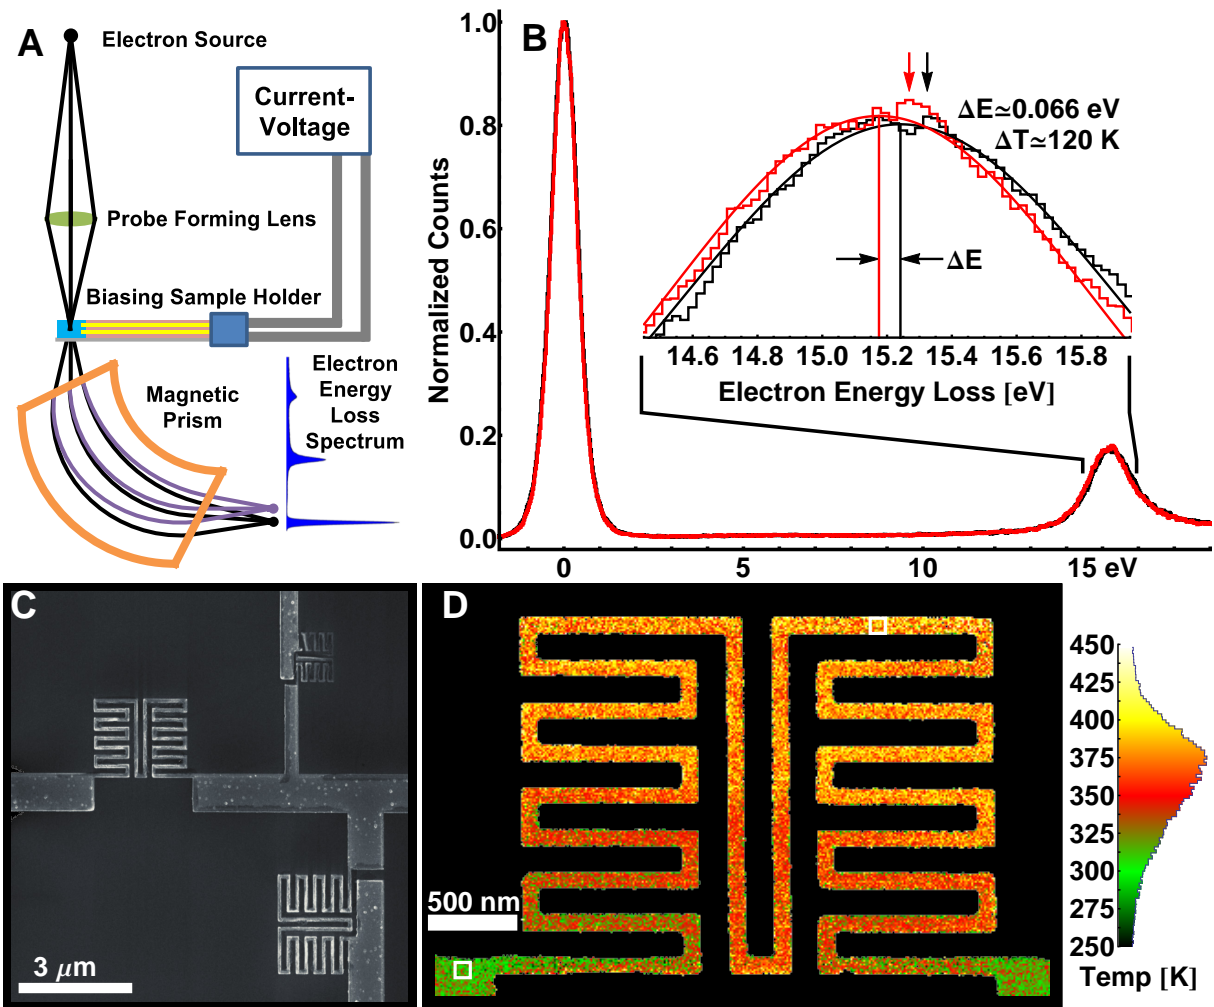 A
Electron Source
Current-
Voltage
Probe Forming Lens
Biasing Sample Holder
Magnetic
Prism
Electron
Energy
Loss
Spectrum
B
Normalized Counts
1.0
0.8
0.6
0.4
0.2
0.0
0
5
10
15 eV
ΔE≃0.066 eV
ΔT≃120 K
ΔE
14.6
15.0
15.2
15.4
15.6
15.8
Electron Energy Loss [eV]
C
3 μm
D
500 nm
450
425
400
375
350
325
300
275
250
Temp [K]